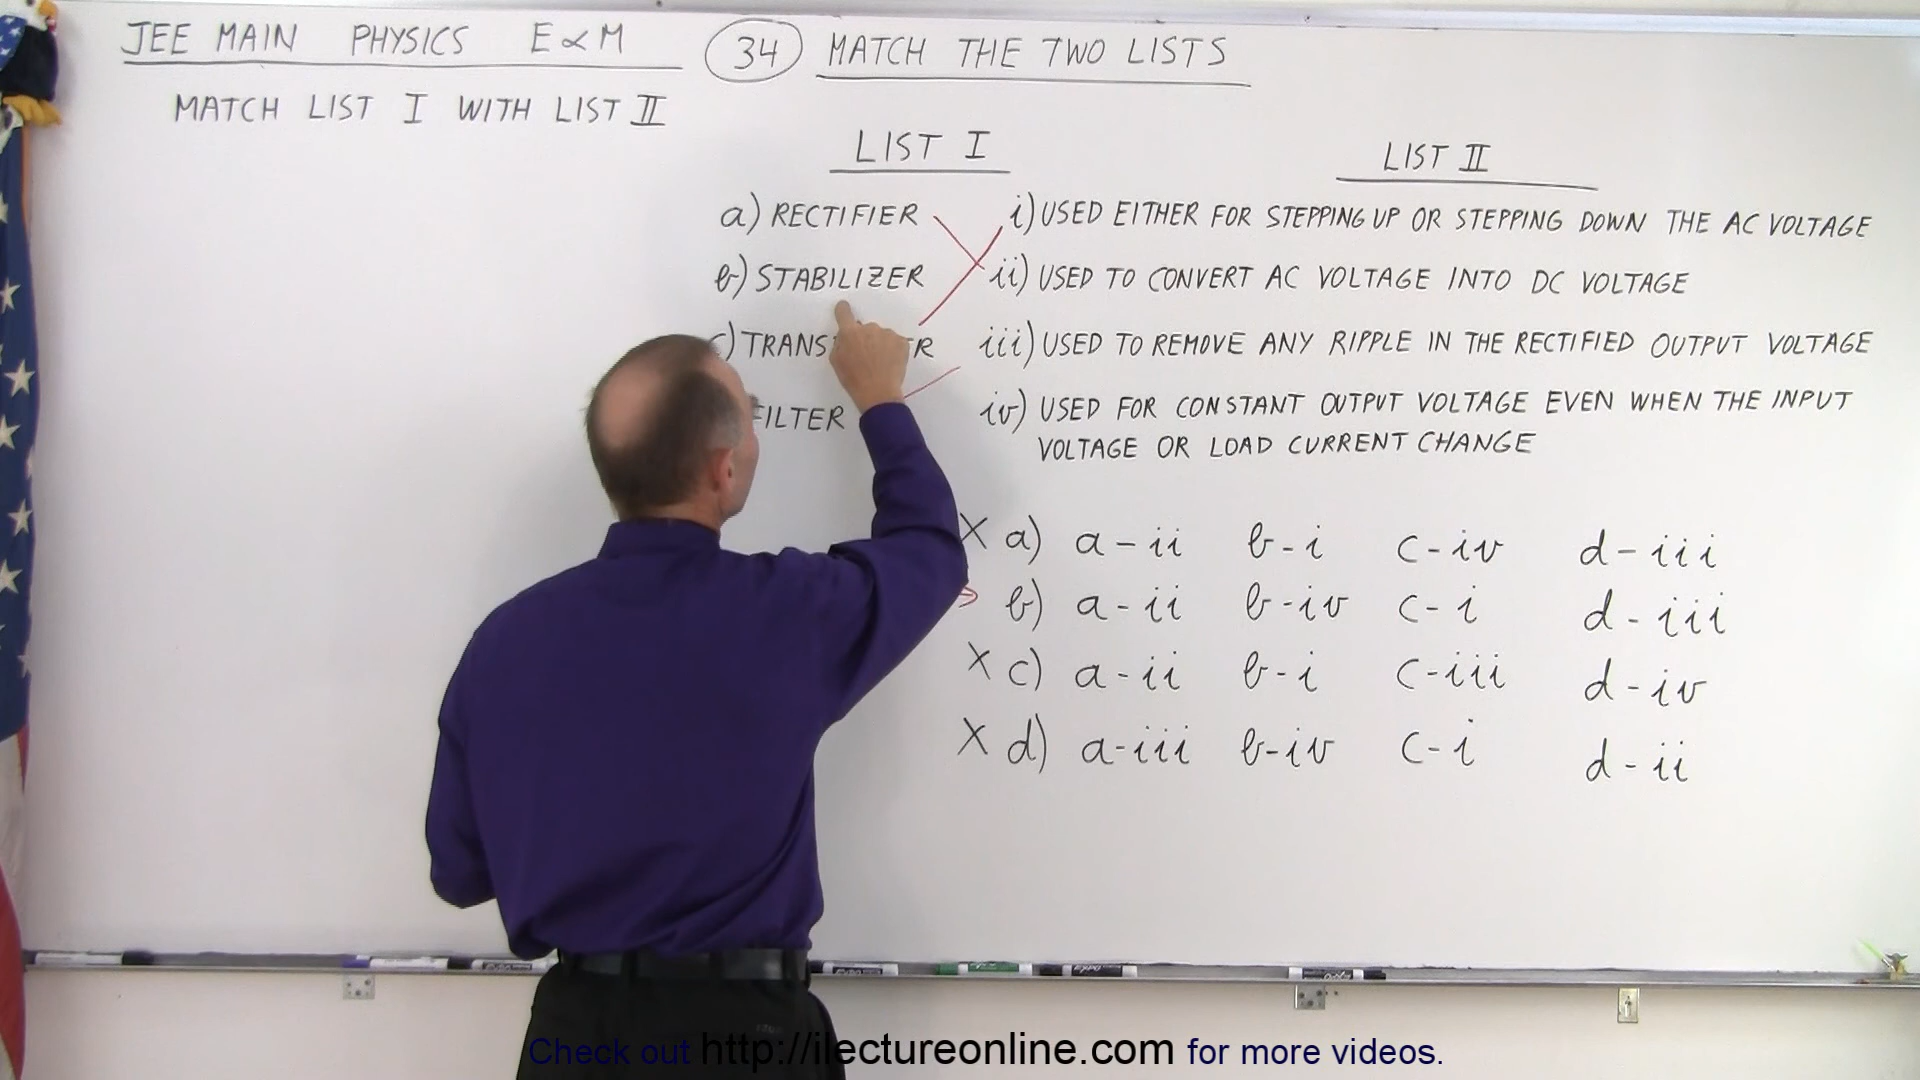 JEE MAIN PHYSICS E&M 34 MATCH THE TWO LISTS
MATCH LIST I WITH LIST II
LIST I
LIST II
a) RECTIFIER
i) USED EITHER FOR STEPPING UP OR STEPPING DOWN THE AC VOLTAGE
b) STABILIZER
ii) USED TO CONVERT AC VOLTAGE INTO DC VOLTAGE
iii) USED TO REMOVE ANY RIPPLE IN THE RECTIFIED OUTPUT VOLTAGE
FILTER
iv) USED FOR CONSTANT OUTPUT VOLTAGE EVEN WHEN THE INPUT
VOLTAGE OR LOAD CURRENT CHANGE
X a) a-ii b-i c-iv d-iii
b) a-ii b-iv c-i d-iii
X c) a-ii b-i c-iii d-iv
X d) a-iii b-iv c-i d-ii
Check out http://ilectureonline.com for more videos.